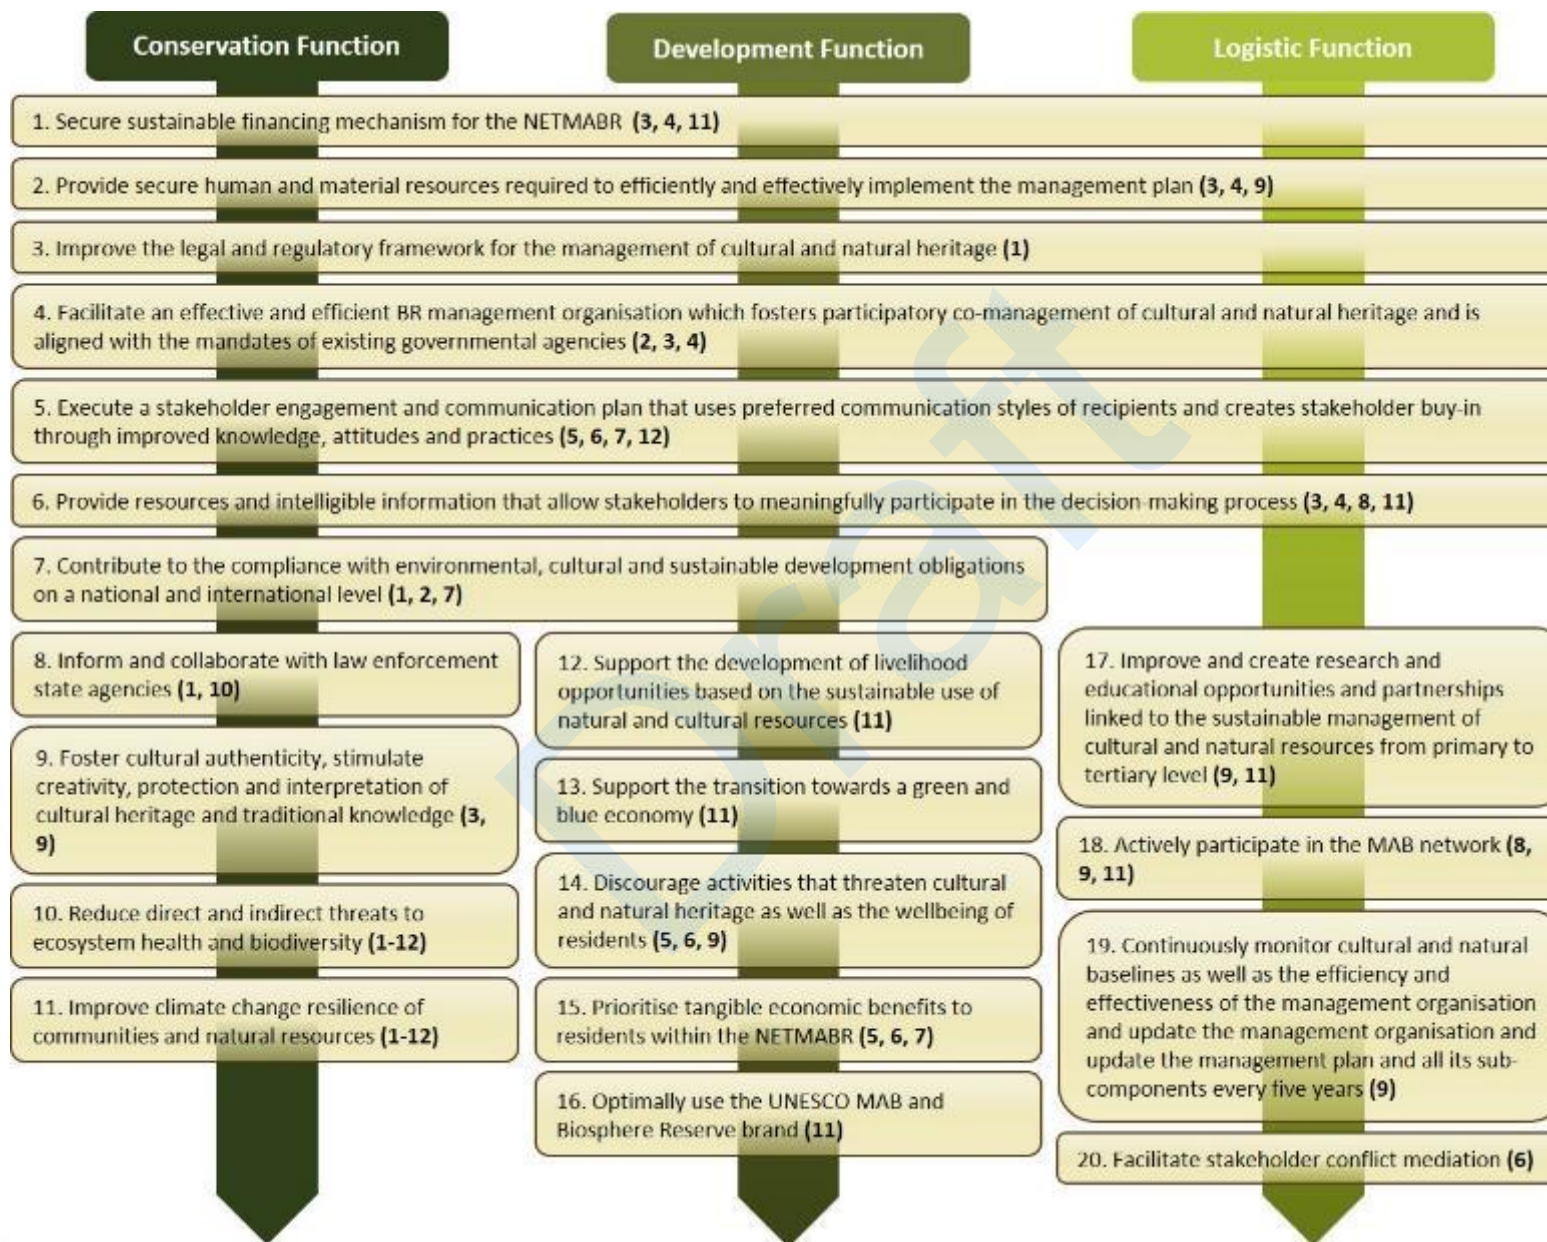 Conservation Function
Development Function
Logistic Function
1. Secure sustainable financing mechanism for the NETMABR (3, 4, 11)
2. Provide secure human and material resources required to efficiently and effectively implement the management plan (3, 4, 9)
3. Improve the legal and regulatory framework for the management of cultural and natural heritage (1)
4. Facilitate an effective and efficient BR management organisation which fosters participatory co-management of cultural and natural heritage and is
aligned with the mandates of existing governmental agencies (2, 3, 4)
5. Execute a stakeholder engagement and communication plan that uses preferred communication styles of recipients and creates stakeholder buy-in
through improved knowledge, attitudes and practices (5, 6, 7, 12)
6. Provide resources and intelligible information that allow stakeholders to meaningfully participate in the decision-making process (3, 4, 8, 11)
7. Contribute to the compliance with environmental, cultural and sustainable development obligations
on a national and international level (1, 2, 7)
8. Inform and collaborate with law enforcement
state agencies (1, 10)
9. Foster cultural authenticity, stimulate
creativity, protection and interpretation of
cultural heritage and traditional knowledge (3,
9)
10. Reduce direct and indirect threats to
ecosystem health and biodiversity (1-12)
11. Improve climate change resilience of
communities and natural resources (1-12)
12. Support the development of livelihood
opportunities based on the sustainable use of
natural and cultural resources (11)
13. Support the transition towards a green and
blue economy (11)
14. Discourage activities that threaten cultural
and natural heritage as well as the wellbeing of
residents (5, 6, 9)
15. Prioritise tangible economic benefits to
residents within the NETMABR (5, 6, 7)
16. Optimally use the UNESCO MAB and
Biosphere Reserve brand (11)
17. Improve and create research and
educational opportunities and partnerships
linked to the sustainable management of
cultural and natural resources from primary to
tertiary level (9, 11)
18. Actively participate in the MAB network (8,
9, 11)
19. Continuously monitor cultural and natural
baselines as well as the efficiency and
effectiveness of the management organisation
and update the management organisation and
update the management plan and all its sub-
components every five years (9)
20. Facilitate stakeholder conflict mediation (6)
Draft